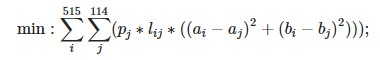 min : \sum_{i}^{515} \sum_{j}^{114} (p_j * l_{ij} * ((a_i - a_j)^2 + (b_i - b_j)^2)));